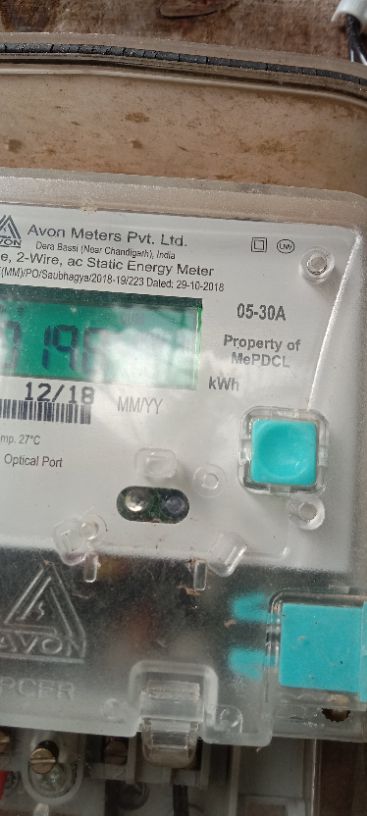 AVON
Avon Meters Pvt. Ltd.
Dera Bassi (Near Chandigarh), India
e, 2-Wire, ac Static Energy Meter
(MM)/PO/Saubhagya/2018-19/223 Dated: 29-10-2018
05-30A
Property of
MePDCL
kWh
12/18
MM/YY
mp. 27°C
Optical Port
AVON